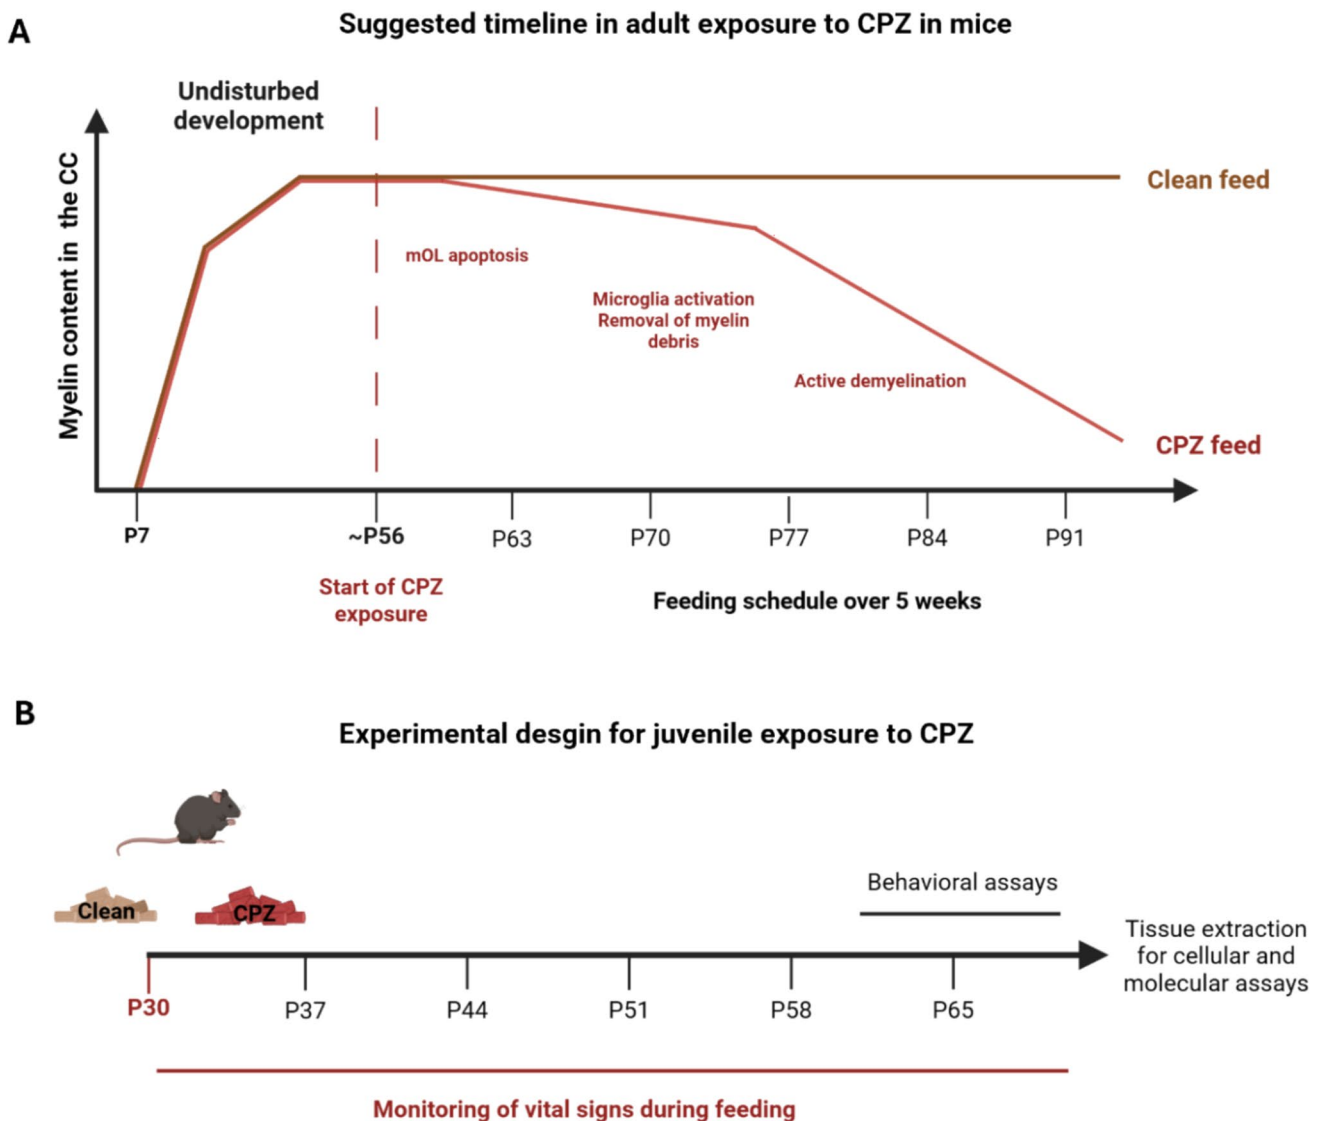 A
Suggested timeline in adult exposure to CPZ in mice
Undisturbed
development
Myelin content in the CC
Clean feed
mOL apoptosis
Microglia activation
Removal of myelin
debris
Active demyelination
CPZ feed
P7
~P56
P63
P70
P77
P84
P91
Start of CPZ
exposure
Feeding schedule over 5 weeks
B
Experimental desgin for juvenile exposure to CPZ
Clean
CPZ
Behavioral assays
Tissue extraction
for cellular and
molecular assays
P30
P37
P44
P51
P58
P65
Monitoring of vital signs during feeding